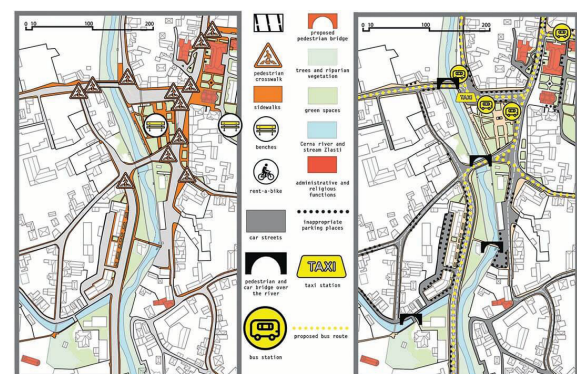 0 10 100 200
pedestrian
crosswalk
sidewalks
benches
rent-a-bike
car streets
pedestrian and
car bridge over
the river
bus station
proposed
pedestrian bridge
trees and riparian
vegetation
green spaces
Cerna river and
stream Zlasti
administrative and
religious
functions
inappropriate
parking places
TAXI
taxi station
proposed bus route
0 10 100 200
TAXI